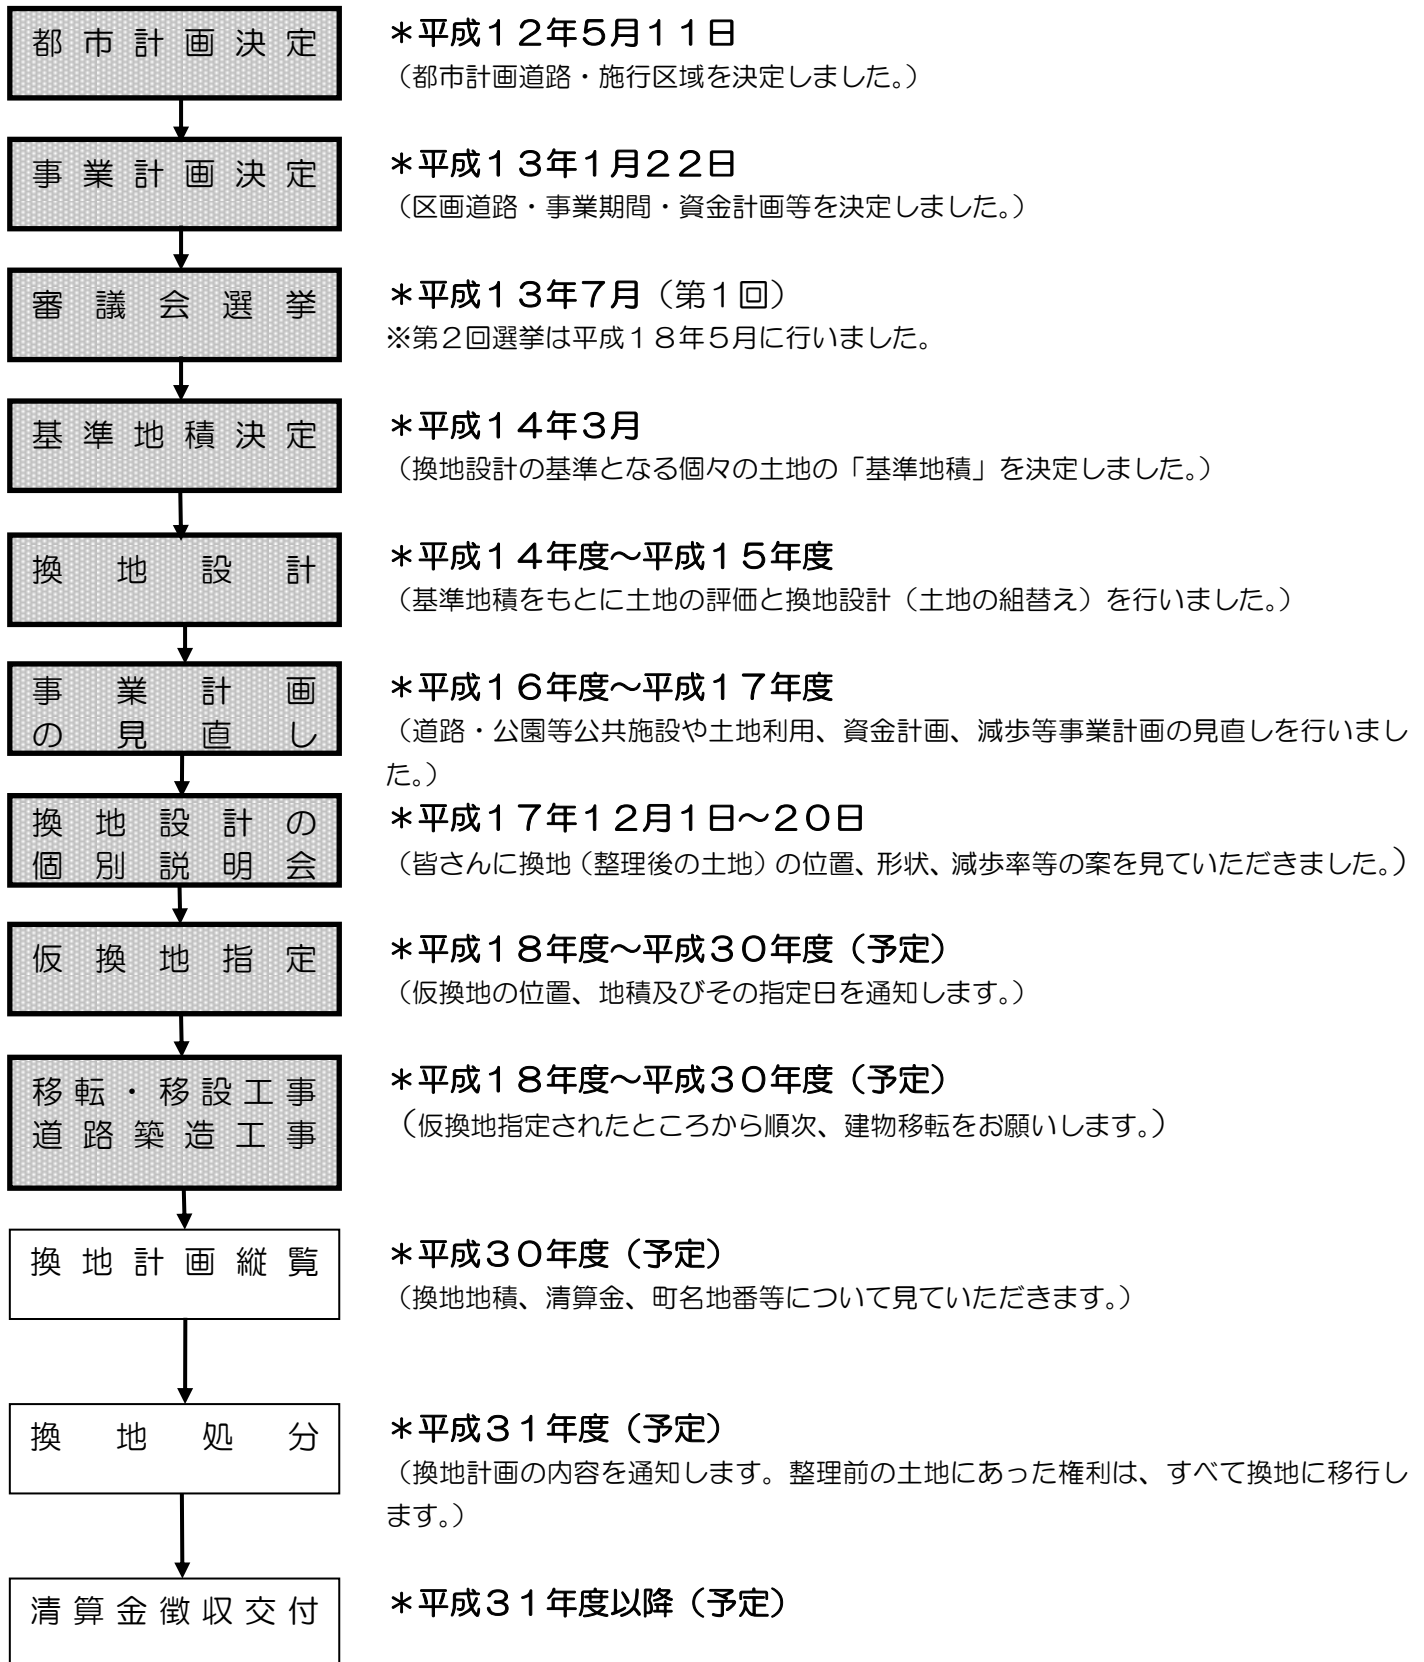 都市計画決定
＊平成１２年５月１１日
（都市計画道路・施行区域を決定しました。）
事業計画決定
＊平成１３年１月２２日
（区画道路・事業期間・資金計画等を決定しました。）
審議会選挙
＊平成１３年７月（第１回）
※第２回選挙は平成１８年５月に行いました。
基準地積決定
＊平成１４年３月
（換地設計の基準となる個々の土地の「基準地積」を決定しました。）
換地設計
＊平成１４年度～平成１５年度
（基準地積をもとに土地の評価と換地設計（土地の組替え）を行いました。）
事業計画
の見直し
＊平成１６年度～平成１７年度
（道路・公園等公共施設や土地利用、資金計画、減歩等事業計画の見直しを行いまし
た。）
換地設計の
個別説明会
＊平成１７年１２月１日～２０日
（皆さんに換地（整理後の土地）の位置、形状、減歩率等の案を見ていただきました。）
仮換地指定
＊平成１８年度～平成３０年度（予定）
（仮換地の位置、地積及びその指定日を通知します。）
移転・移設工事
道路築造工事
＊平成１８年度～平成３０年度（予定）
（仮換地指定されたところから順次、建物移転をお願いします。）
換地計画縦覧
＊平成３０年度（予定）
（換地地積、清算金、町名地番等について見ていただきます。）
換地処分
＊平成３１年度（予定）
（換地計画の内容を通知します。整理前の土地にあった権利は、すべて換地に移行し
ます。）
清算金徴収交付
＊平成３１年度以降（予定）